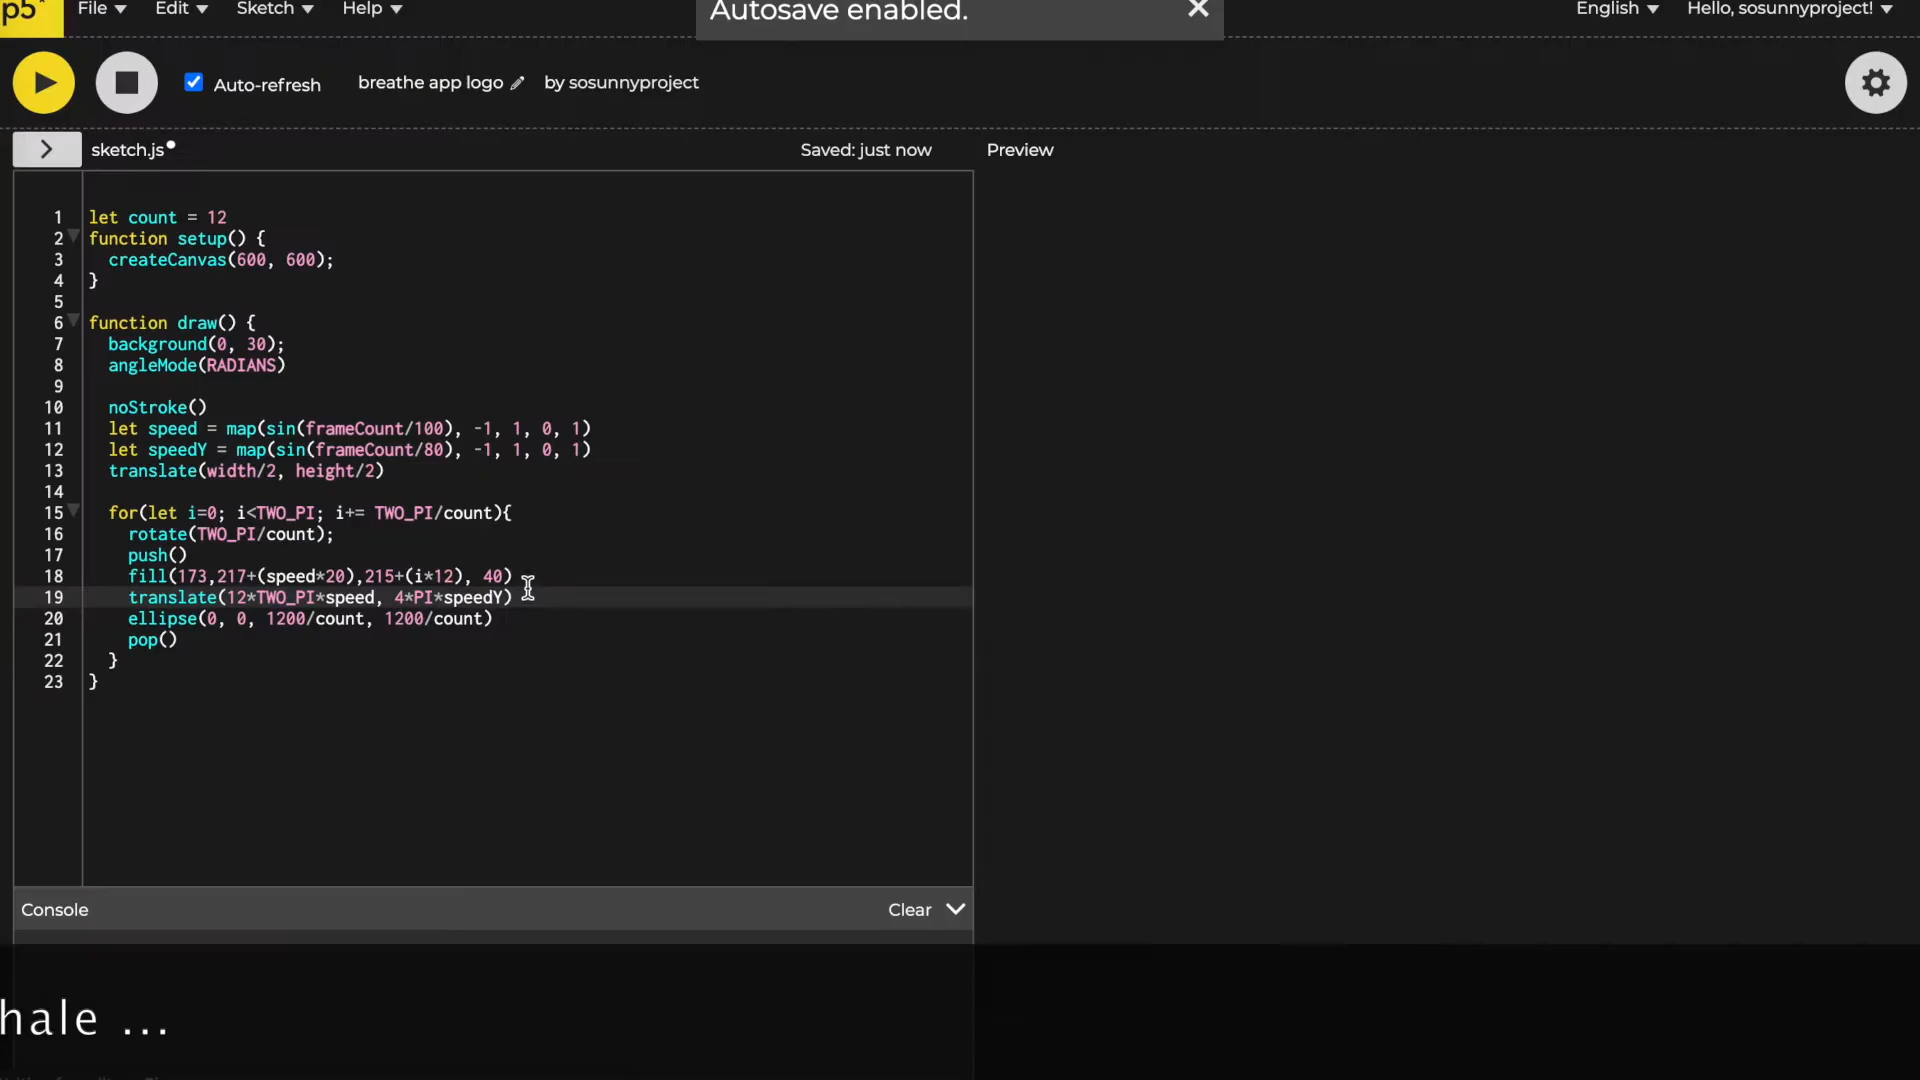 p5*
File Edit Sketch Help
Autosave enabled.
English Hello, sosunnyproject!
Auto-refresh breathe app logo by sosunnyproject
sketch.js Saved: just now Preview
1 let count = 12
2 function setup() {
3 createCanvas(600, 600);
4 }
5
6 function draw() {
7 background(0, 30);
8 angleMode(RADIANS)
9
10 noStroke()
11 let speed = map(sin(frameCount/100), -1, 1, 0, 1)
12 let speedY = map(sin(frameCount/80), -1, 1, 0, 1)
13 translate(width/2, height/2)
14
15 for(let i=0; i<TWO_PI; i+= TWO_PI/count){
16 rotate(TWO_PI/count);
17 push()
18 fill(173,217+(speed*20),215+(i*12), 40)
19 translate(12*TWO_PI*speed, 4*PI*speedY)
20 ellipse(0, 0, 1200/count, 1200/count)
21 pop()
22 }
23 }
Console Clear
hale ...